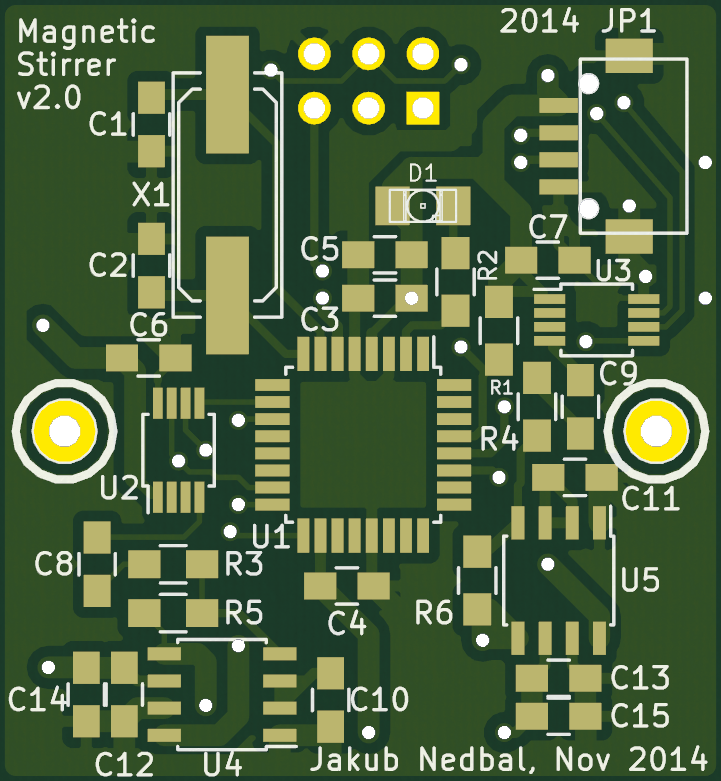 Magnetic
Stirrer
v2.0
2014 JP1
C1
D1
X1
C5
C7
R2
C2
U3
C3
C6
R1
C9
R4
U2
C11
U1
C8
R3
U5
R5
C4
R6
C14
C10
C13
C15
C12
U4
Jakub Nedbal, Nov 2014